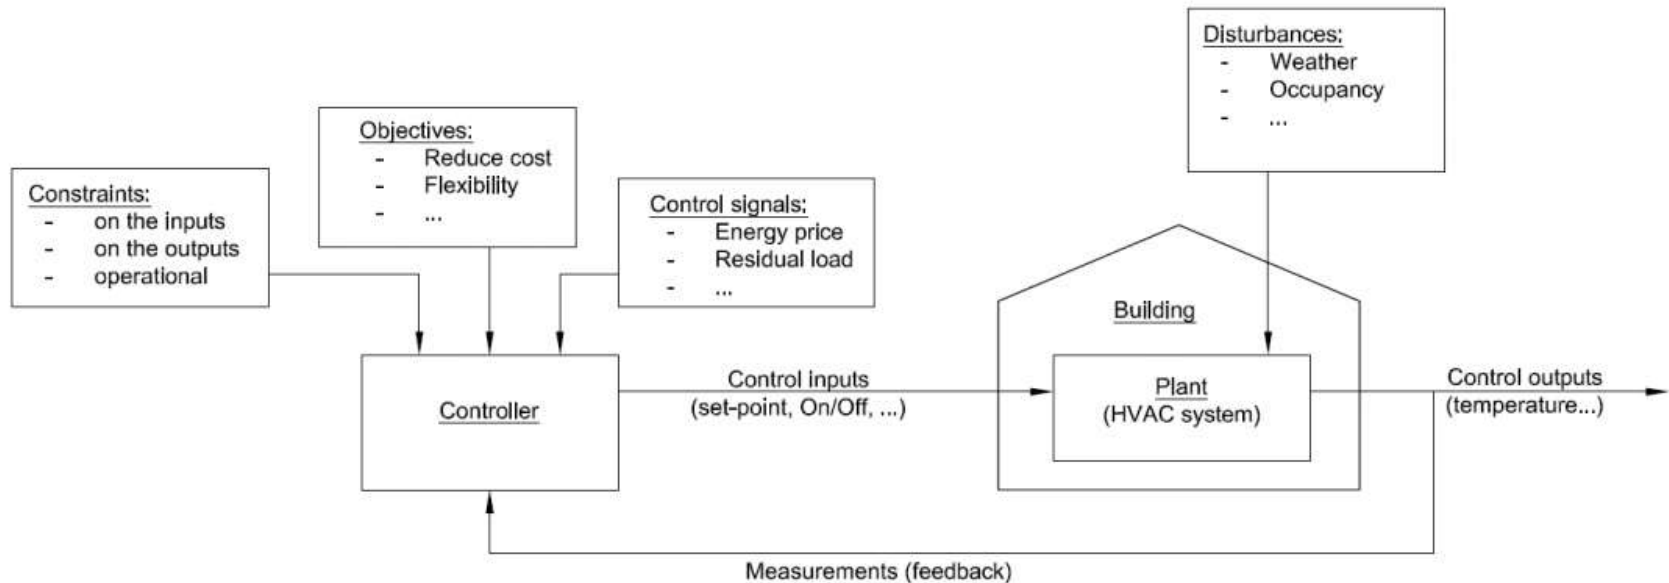 Disturbances:
- Weather
- Occupancy
- ...
Objectives:
- Reduce cost
- Flexibility
- ...
Constraints:
- on the inputs
- on the outputs
- operational
Control signals:
- Energy price
- Residual load
- ...
Building
Controller
Control inputs
(set-point, On/Off, ...)
Plant
(HVAC system)
Control outputs
(temperature...)
Measurements (feedback)